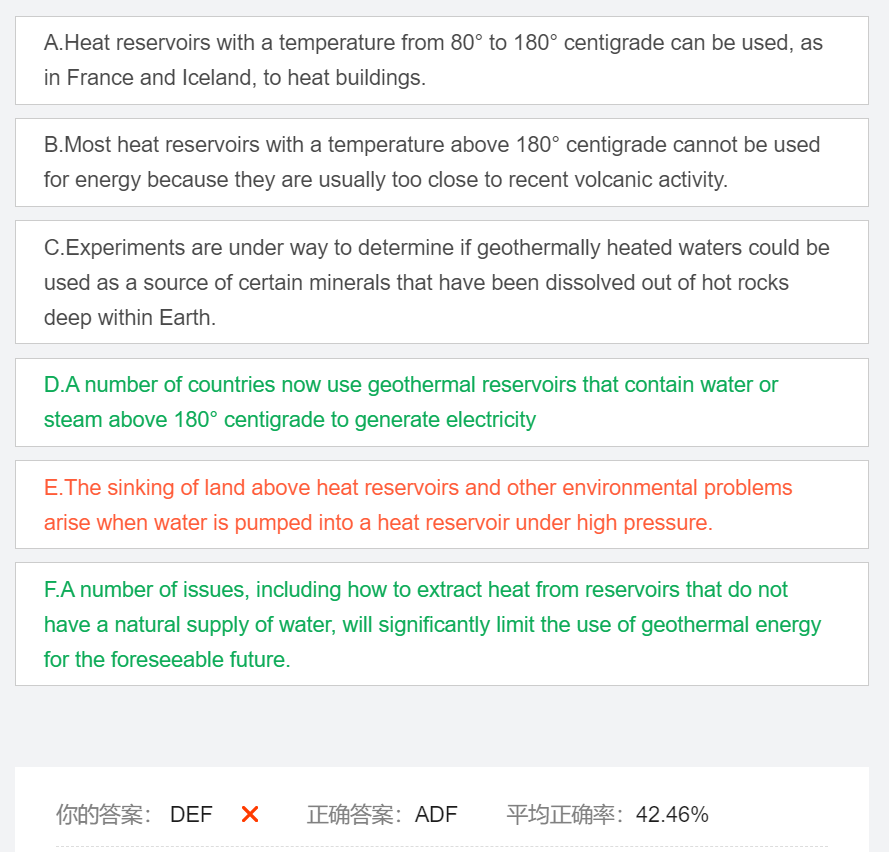 A.Heat reservoirs with a temperature from 80° to 180° centigrade can be used, as
in France and Iceland, to heat buildings.
B.Most heat reservoirs with a temperature above 180° centigrade cannot be used
for energy because they are usually too close to recent volcanic activity.
C.Experiments are under way to determine if geothermally heated waters could be
used as a source of certain minerals that have been dissolved out of hot rocks
deep within Earth.
D.A number of countries now use geothermal reservoirs that contain water or
steam above 180° centigrade to generate electricity
E.The sinking of land above heat reservoirs and other environmental problems
arise when water is pumped into a heat reservoir under high pressure.
F.A number of issues, including how to extract heat from reservoirs that do not
have a natural supply of water, will significantly limit the use of geothermal energy
for the foreseeable future.
你的答案： DEF 正确答案：ADF 平均正确率：42.46%